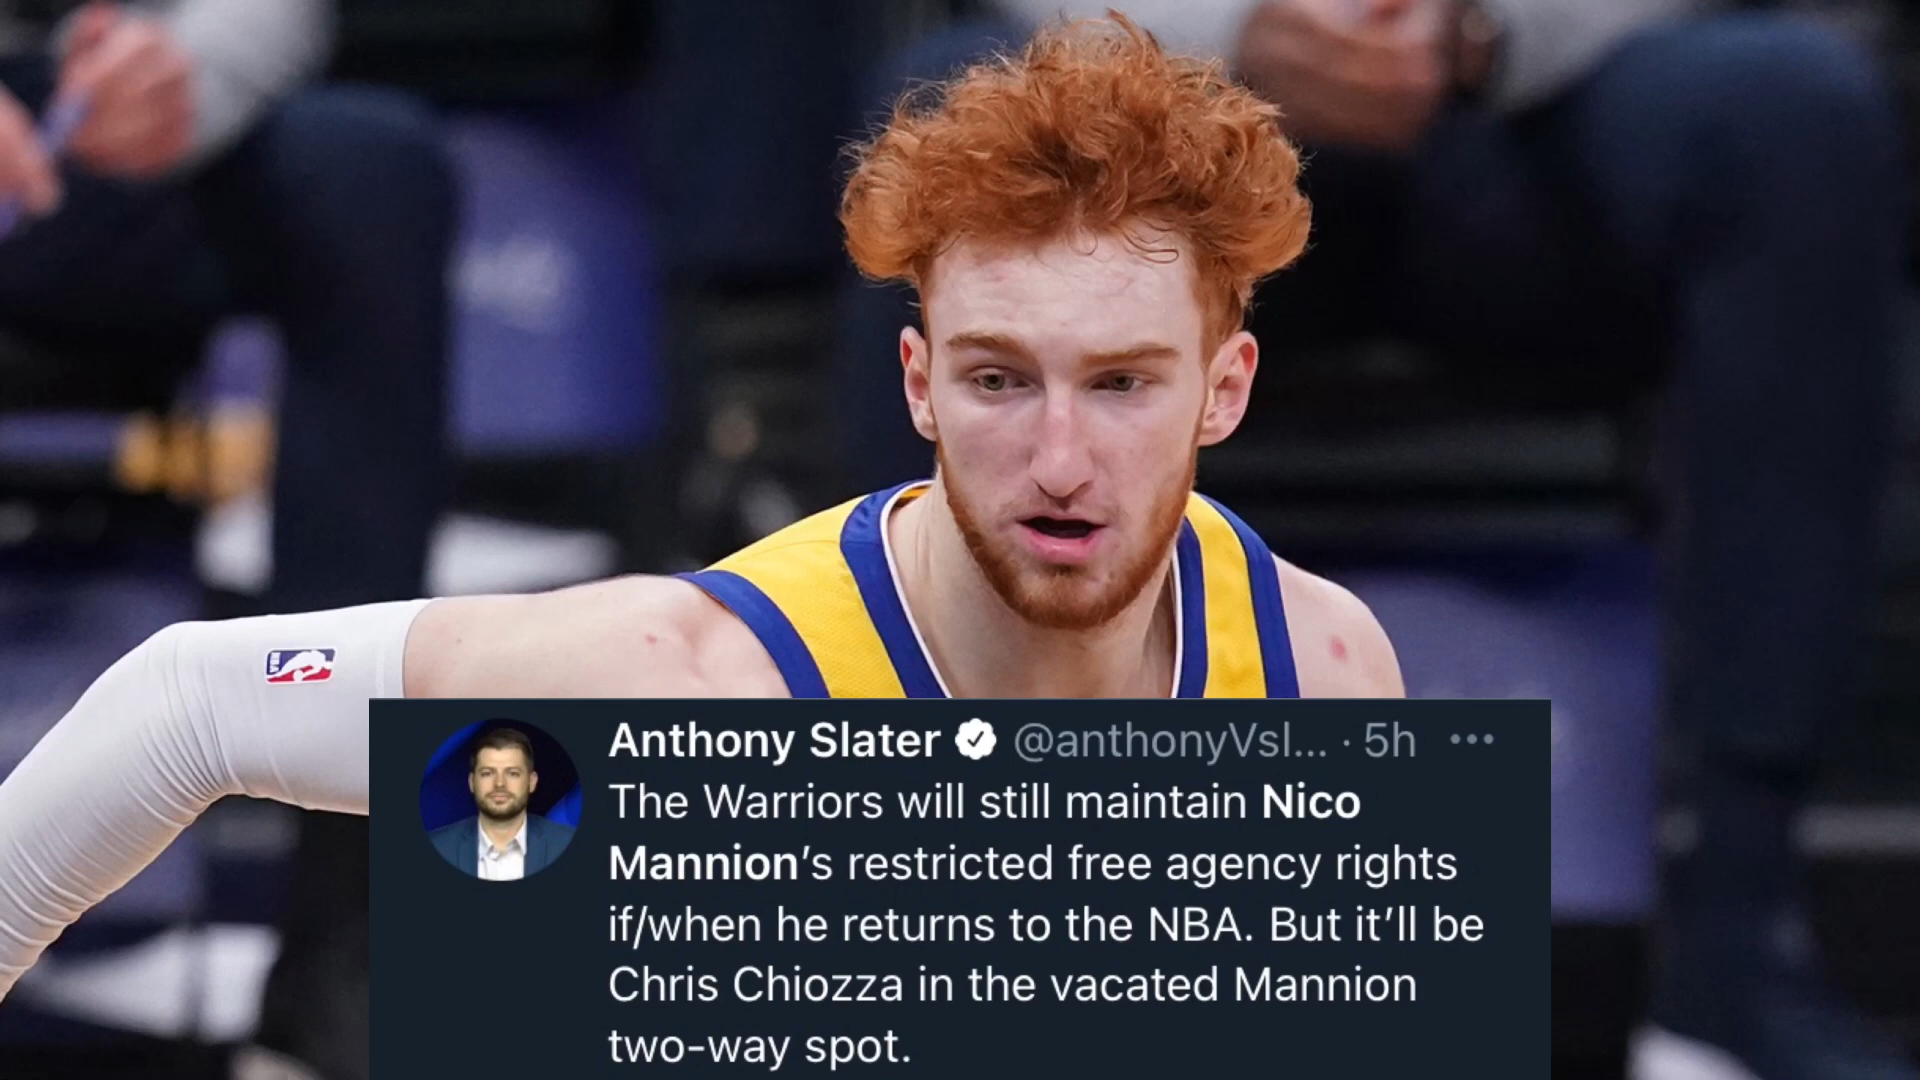 NBA
Anthony Slater @anthonyVsl... · 5h
The Warriors will still maintain Nico
Mannion's restricted free agency rights
if/when he returns to the NBA. But it'll be
Chris Chiozza in the vacated Mannion
two-way spot.